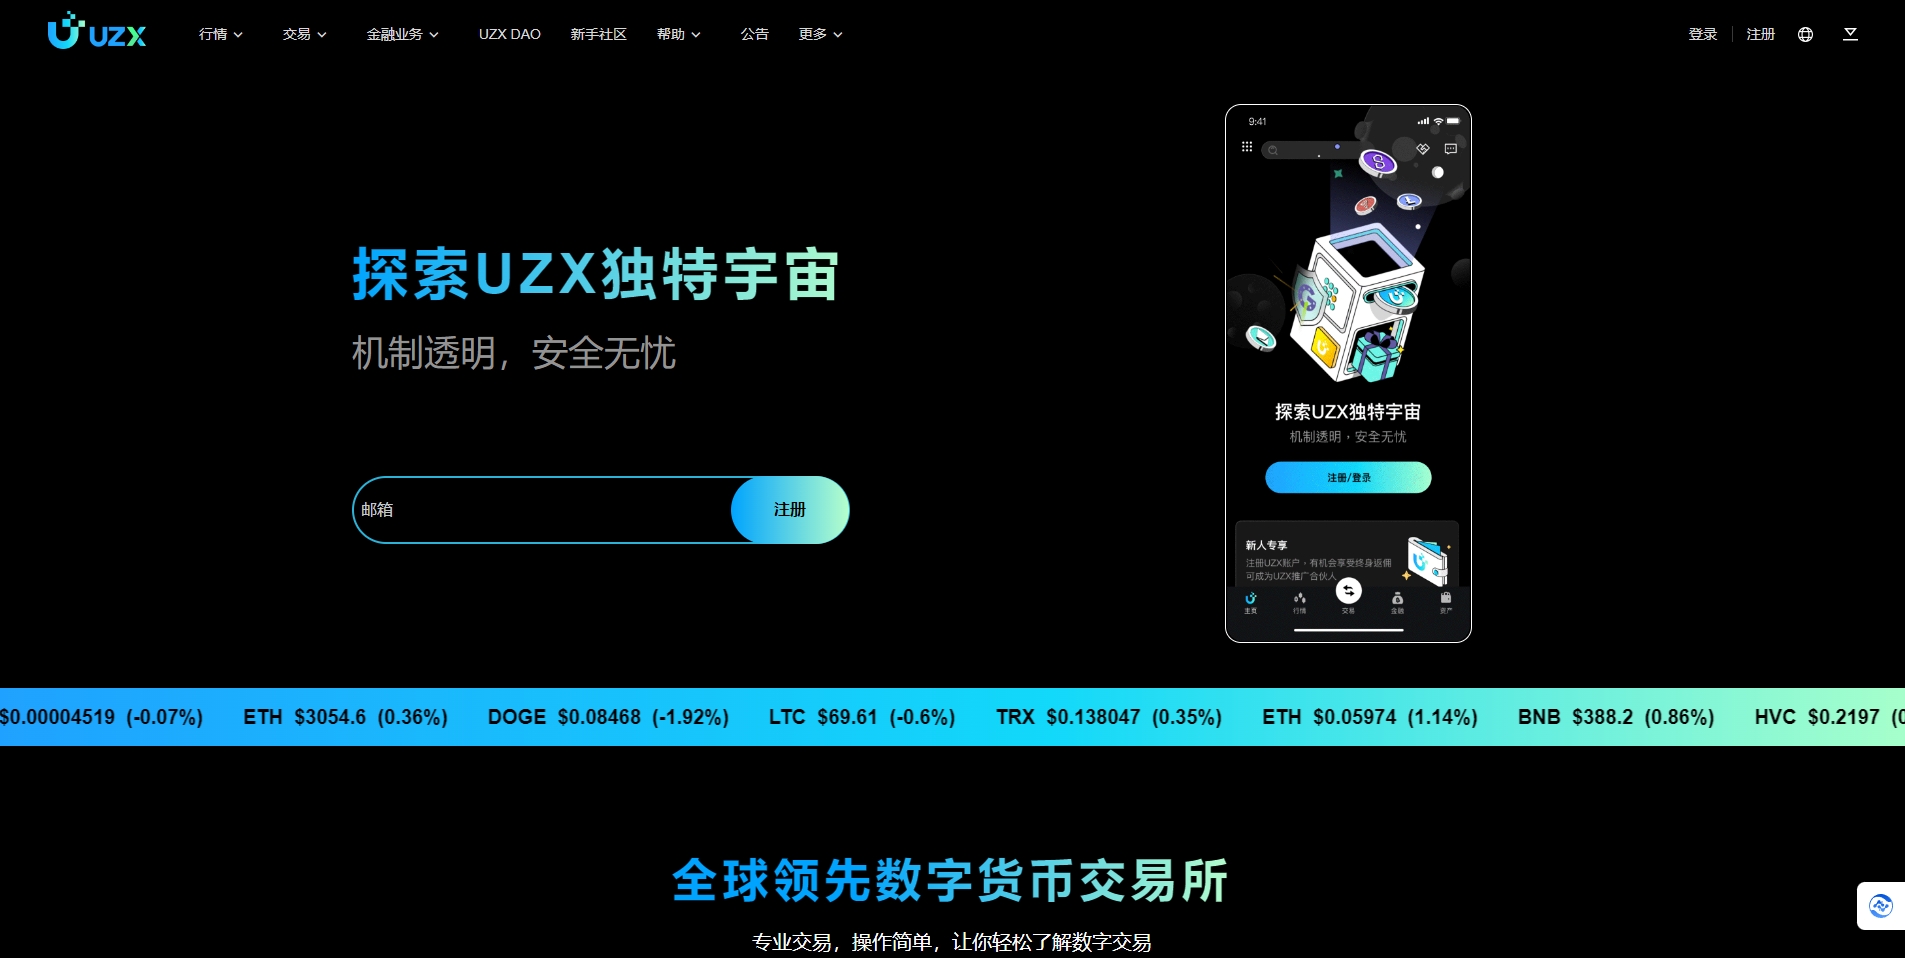 UZX
行情
交易
金融业务
UZX DAO
新手社区
帮助
公告
更多
登录
注册
探索UZX独特宇宙
机制透明，安全无忧
邮箱
注册
9:41
探索UZX独特宇宙
机制透明，安全无忧
注册/登录
新人专享
注册UZX账户，有机会享受终身返佣
可成为UZX推广合伙人
主页
行情
交易
金融
资产
$0.00004519 (-0.07%) ETH $3054.6 (0.36%) DOGE $0.08468 (-1.92%) LTC $69.61 (-0.6%) TRX $0.138047 (0.35%) ETH $0.05974 (1.14%) BNB $388.2 (0.86%) HVC $0.2197 (0
全球领先数字货币交易所
专业交易，操作简单，让你轻松了解数字交易